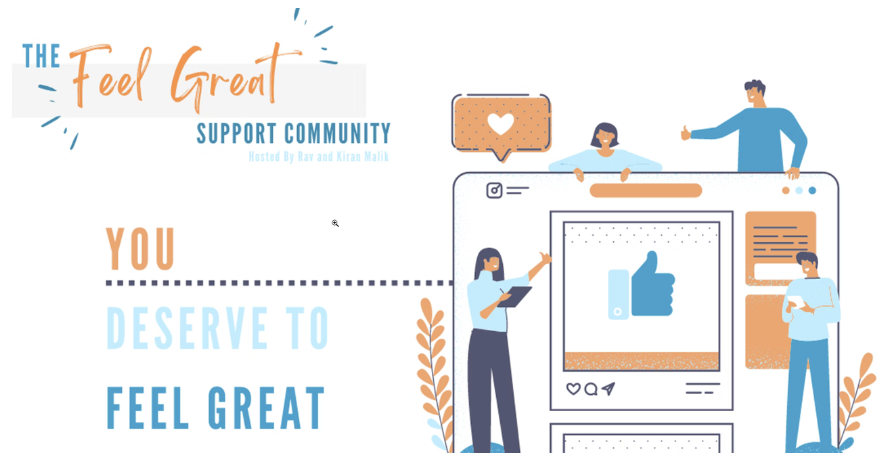 THE Feel Great
SUPPORT COMMUNITY
Hosted By Rav and Kiran Malik
YOU
DESERVE TO
FEEL GREAT